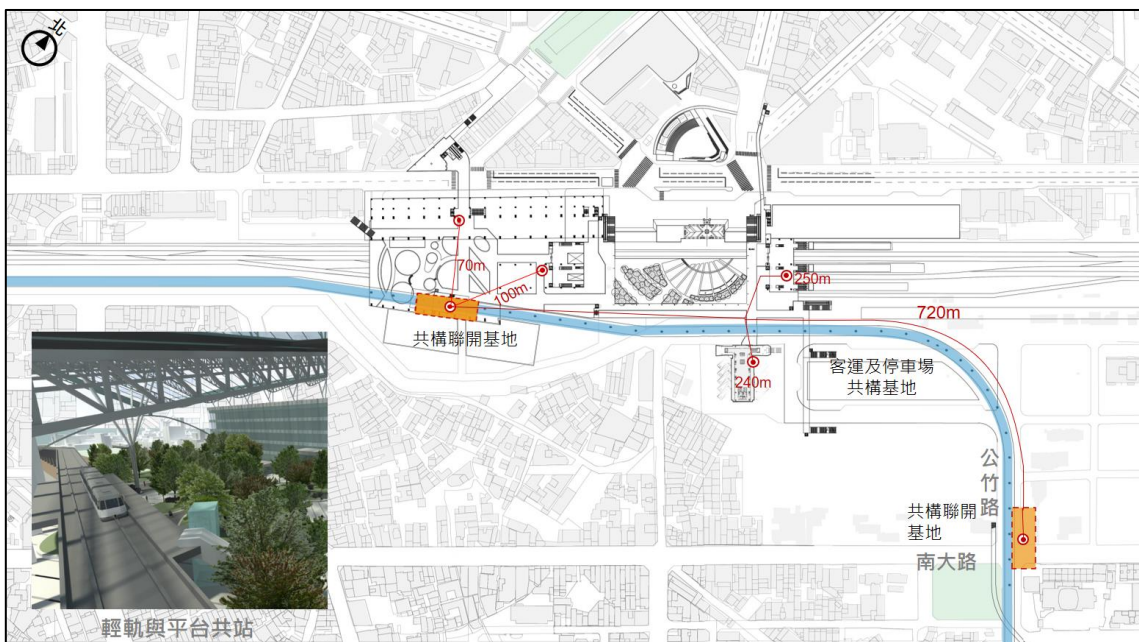 北
70m
100m.
250m
720m
共構聯開基地
240m
客運及停車場
共構基地
公竹路
共構聯開
基地
南大路
輕軌與平台共站